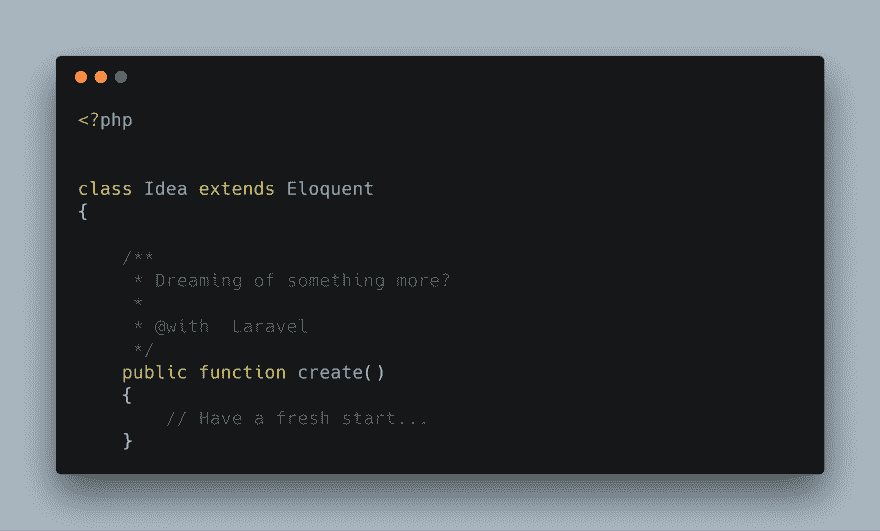 <?php
class Idea extends Eloquent
{
    /**
     * Dreaming of something more?
     *
     * @with  Laravel
     */
    public function create()
    {
        // Have a fresh start...
    }